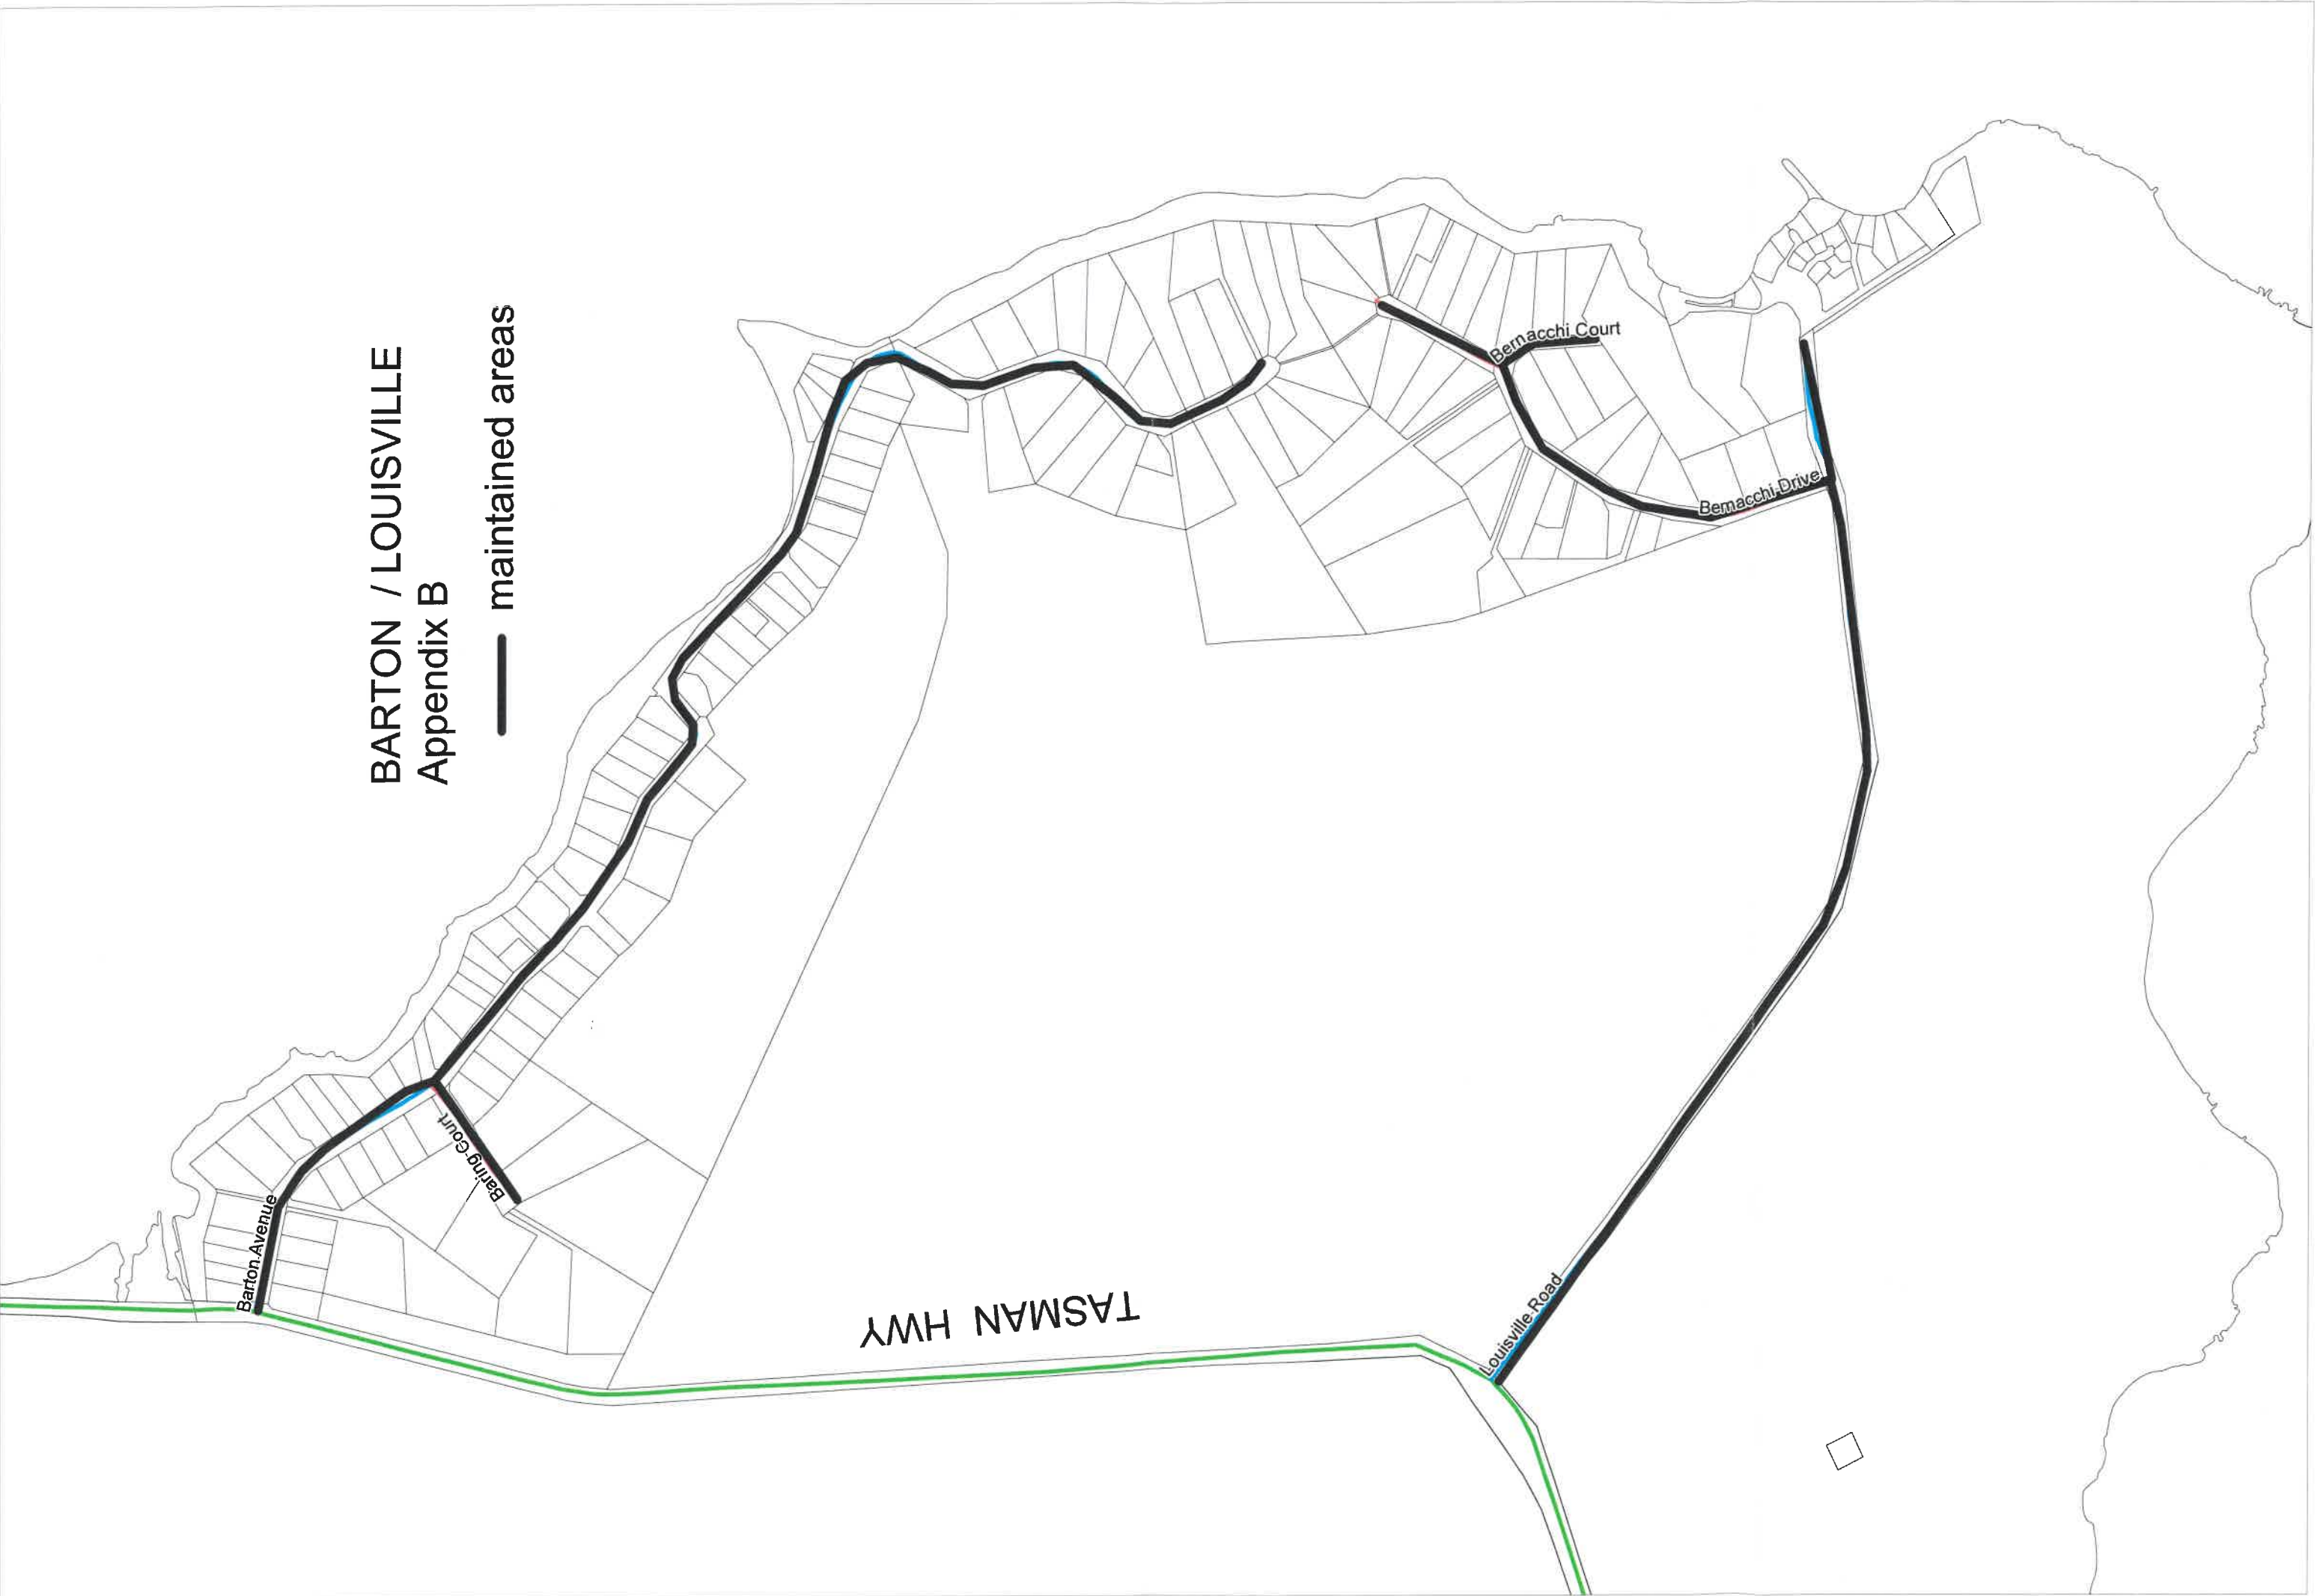 BARTON / LOUISVILLE
Appendix B
maintained areas
Bernacchi Court
Bernacchi Drive
Baring Court
Barton Avenue
TASMAN HWY
Louisville Road